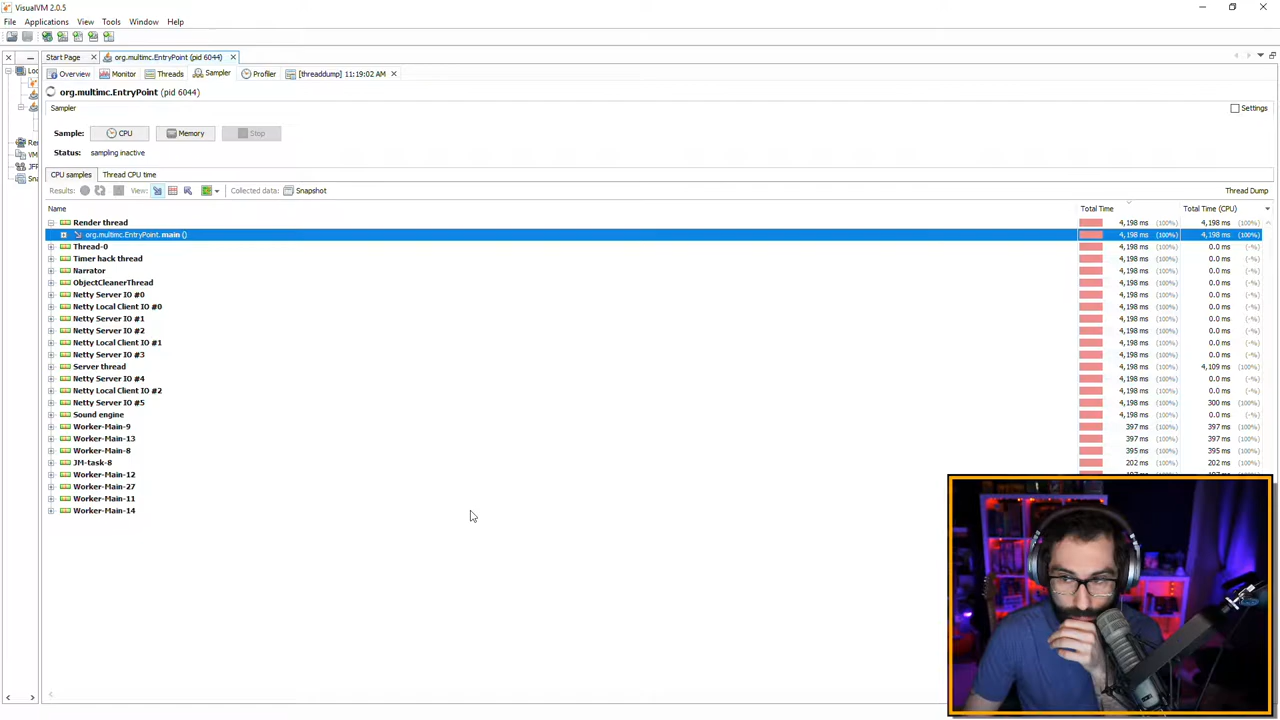 VisualVM 2.0.5
File Applications View Tools Window Help
Start Page org.multimc.EntryPoint (pid 6044)
Loc
Overview Monitor Threads Sampler Profiler [threaddump] 11:19:02 AM
org.multimc.EntryPoint (pid 6044)
Sampler Settings
Sample: CPU Memory Stop
Status: sampling inactive
Re
VM
JFR
Sna
CPU samples Thread CPU time
Results: View: Collected data: Snapshot Thread Dump
Name Total Time Total Time (CPU)
Render thread 4,198 ms (100%) 4,198 ms (100%)
org.multimc.EntryPoint.main () 4,198 ms (100%) 4,198 ms (100%)
Thread-0 4,198 ms (100%) 0.0 ms (-%)
Timer hack thread 4,198 ms (100%) 0.0 ms (-%)
Narrator 4,198 ms (100%) 0.0 ms (-%)
ObjectCleanerThread 4,198 ms (100%) 0.0 ms (-%)
Netty Server IO #0 4,198 ms (100%) 0.0 ms (-%)
Netty Local Client IO #0 4,198 ms (100%) 0.0 ms (-%)
Netty Server IO #1 4,198 ms (100%) 0.0 ms (-%)
Netty Server IO #2 4,198 ms (100%) 0.0 ms (-%)
Netty Local Client IO #1 4,198 ms (100%) 0.0 ms (-%)
Netty Server IO #3 4,198 ms (100%) 0.0 ms (-%)
Server thread 4,198 ms (100%) 4,109 ms (100%)
Netty Server IO #4 4,198 ms (100%) 0.0 ms (-%)
Netty Local Client IO #2 4,198 ms (100%) 0.0 ms (-%)
Netty Server IO #5 4,198 ms (100%) 300 ms (100%)
Sound engine 4,198 ms (100%) 0.0 ms (-%)
Worker-Main-9 397 ms (100%) 397 ms (100%)
Worker-Main-13 397 ms (100%) 397 ms (100%)
Worker-Main-8 395 ms (100%) 395 ms (100%)
JM-task-8 202 ms (100%) 202 ms (100%)
Worker-Main-12
Worker-Main-27
Worker-Main-11
Worker-Main-14